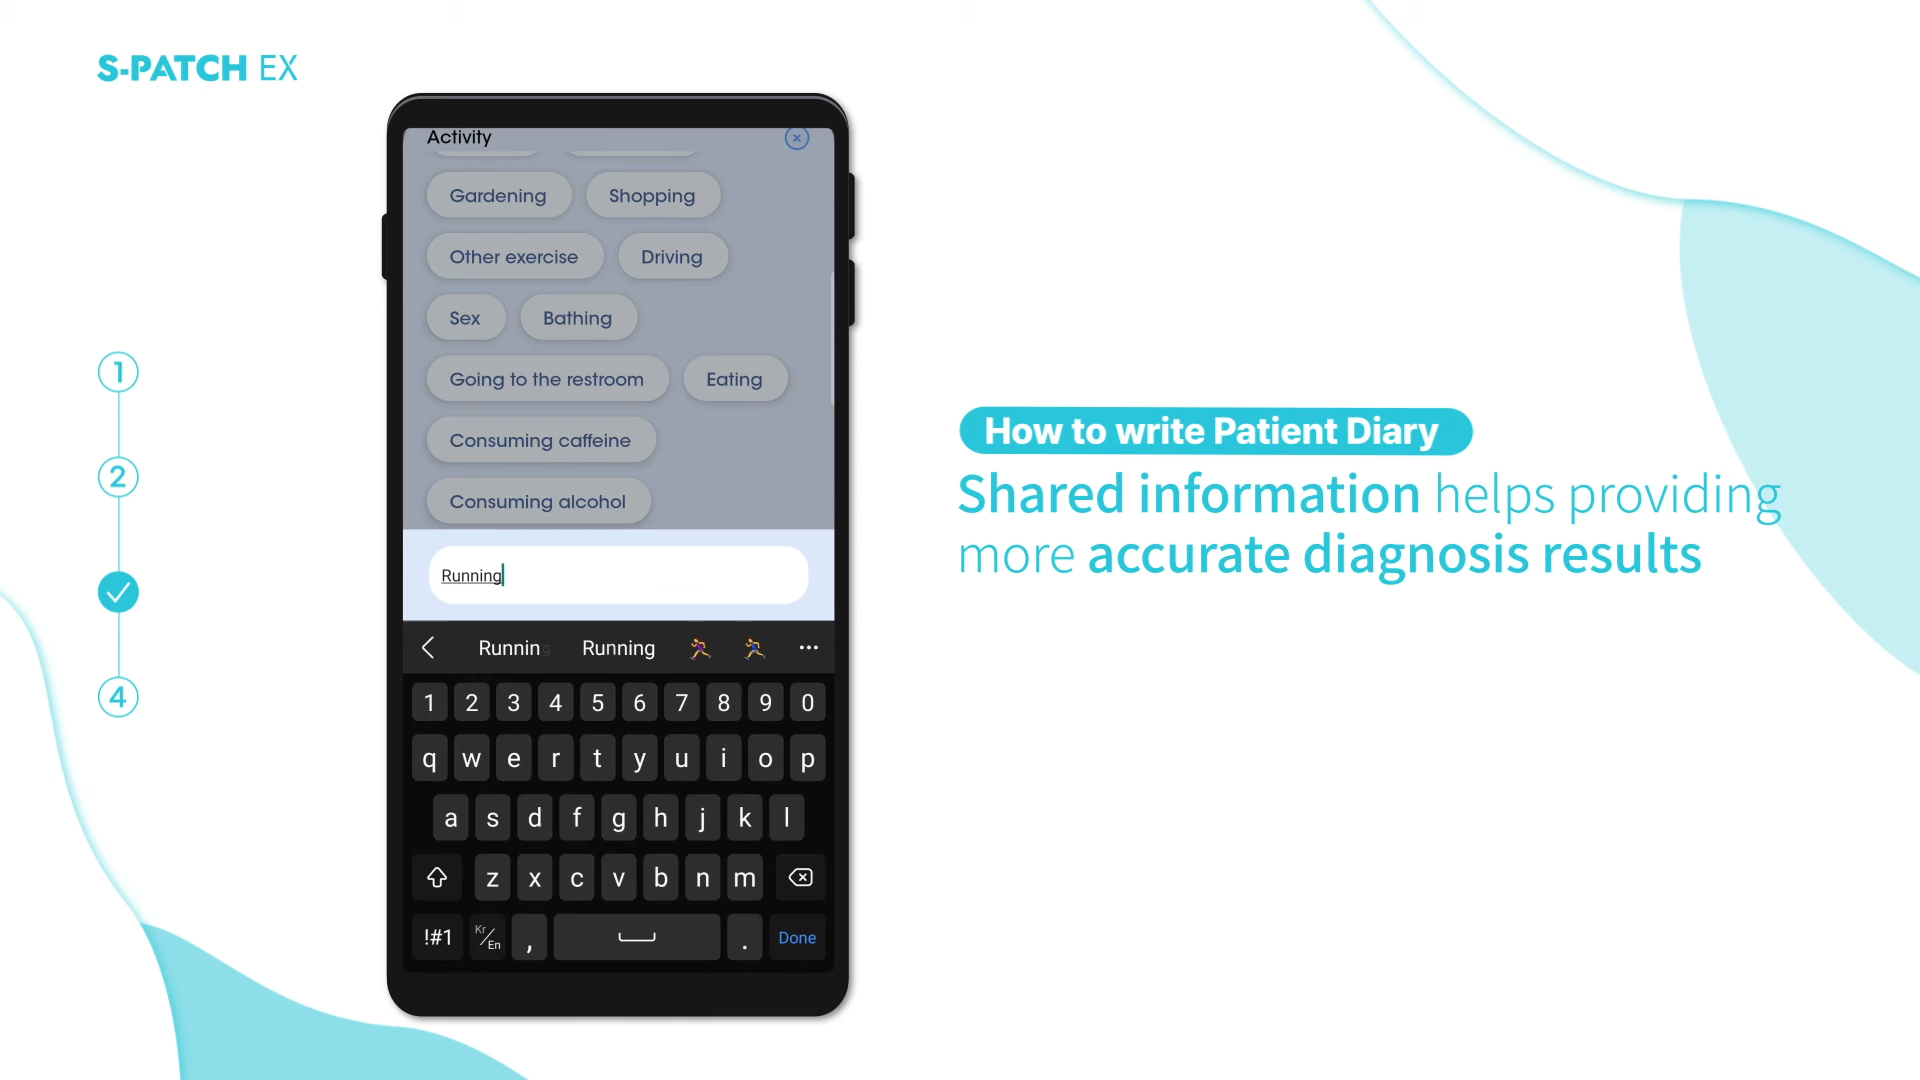 S-PATCH EX
Activity
Gardening
Shopping
Other exercise
Driving
Sex
Bathing
Going to the restroom
Eating
Consuming caffeine
Consuming alcohol
Running
Runnin
Running
1 2 3 4 5 6 7 8 9 0
q w e r t y u i o p
a s d f g h j k l
z x c v b n m
!#1 Kr/En , . Done
1
2
4
How to write Patient Diary
Shared information helps providing
more accurate diagnosis results